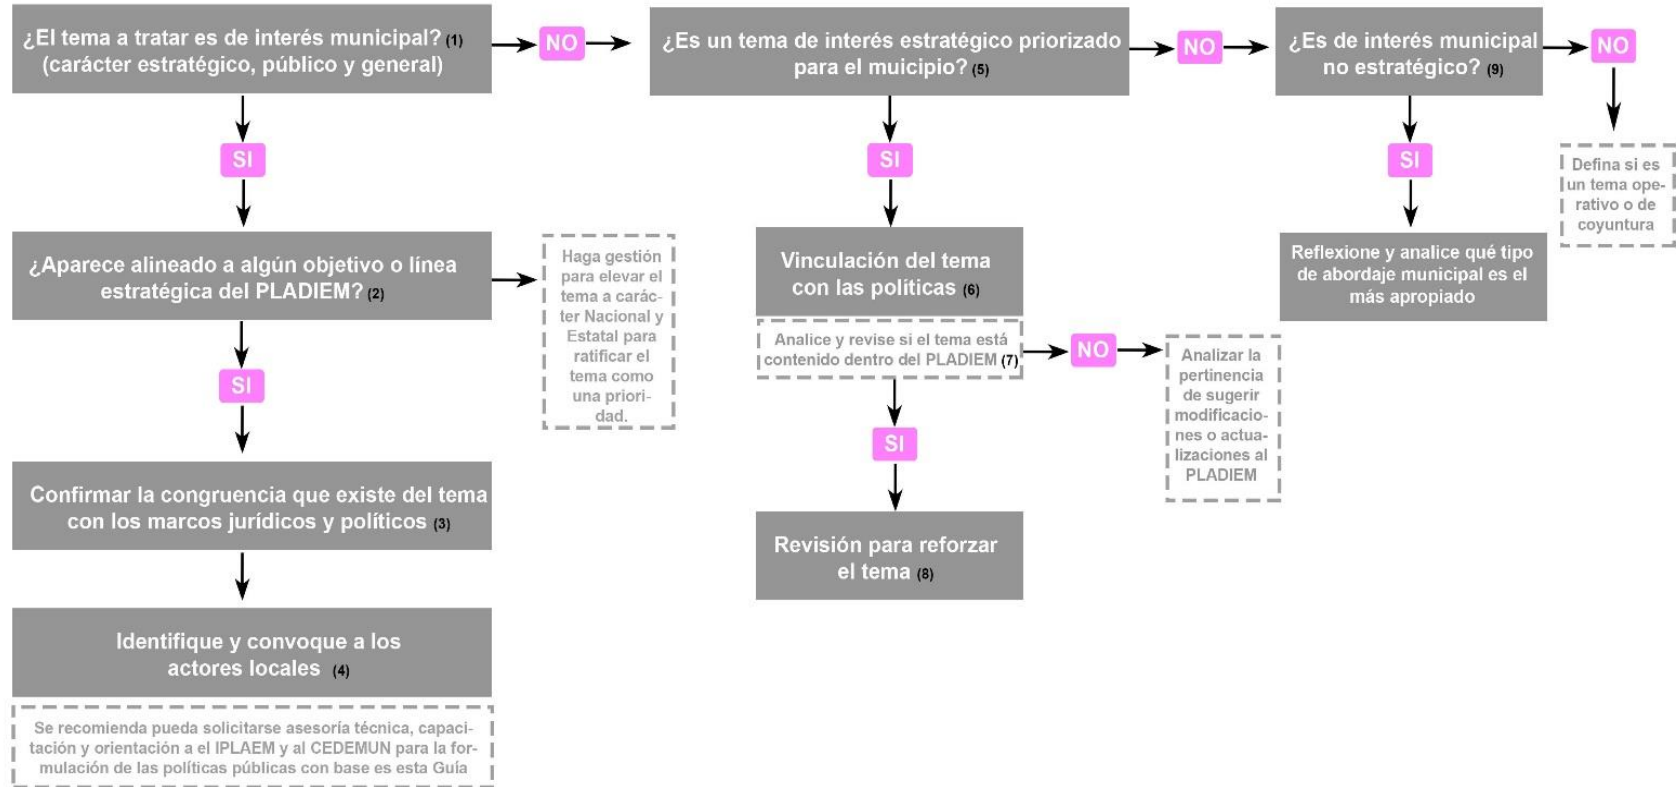 ¿El tema a tratar es de interés municipal? (1)
(carácter estratégico, público y general)
NO
¿Es un tema de interés estratégico priorizado
para el muicipio? (5)
NO
¿Es de interés municipal
no estratégico? (9)
NO
SI
SI
SI
Defina si es
un tema ope-
rativo o de
coyuntura
¿Aparece alineado a algún objetivo o línea
estratégica del PLADIEM? (2)
Haga gestión
para elevar el
tema a carác-
ter Nacional y
Estatal para
ratificar el
tema como
una priori-
dad.
Vinculación del tema
con las políticas (6)
Analice y revise si el tema está
contenido dentro del PLADIEM (7)
NO
Analizar la
pertinencia
de sugerir
modificacio-
nes o actua-
lizaciones al
PLADIEM
Reflexione y analice qué tipo
de abordaje municipal es el
más apropiado
SI
SI
Confirmar la congruencia que existe del tema
con los marcos jurídicos y políticos (3)
Revisión para reforzar
el tema (8)
Identifique y convoque a los
actores locales (4)
Se recomienda pueda solicitarse asesoría técnica, capaci-
tación y orientación a el IPLAEM y al CEDEMUN para la for-
mulación de las políticas públicas con base es esta Guía